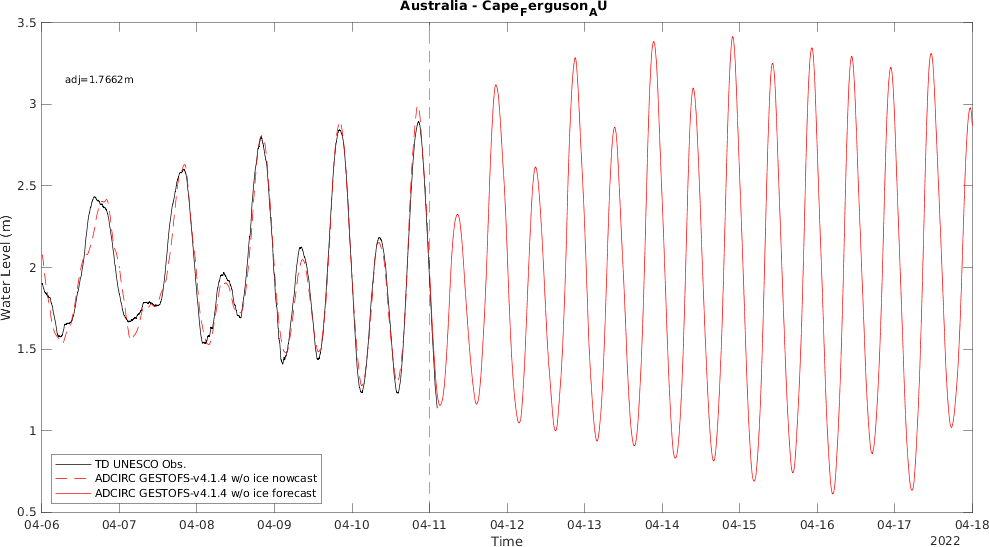 Australia - CapeFergusonAU
3.5
adj=1.7662m
3
2.5
2
1.5
1
0.5
Water Level (m)
TD UNESCO Obs.
ADCIRC GESTOFS-v4.1.4 w/o ice nowcast
ADCIRC GESTOFS-v4.1.4 w/o ice forecast
04-06 04-07 04-08 04-09 04-10 04-11 04-12 04-13 04-14 04-15 04-16 04-17 04-18
Time
2022